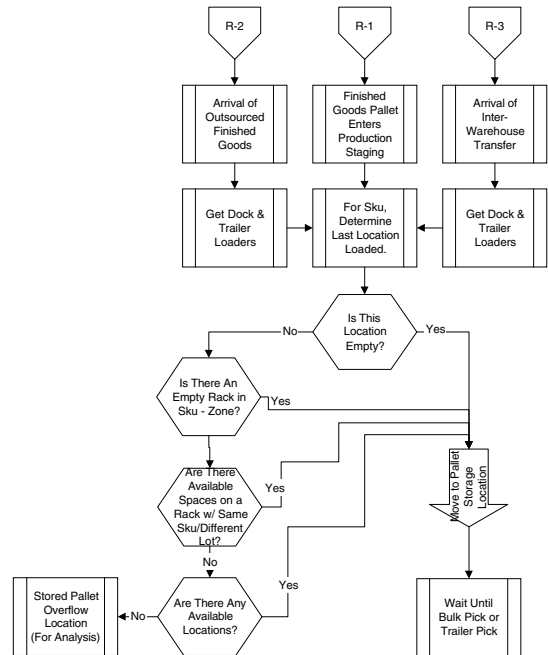 R-2
R-1
R-3
Arrival of
Outsourced
Finished
Goods
Finished
Goods Pallet
Enters
Production
Staging
Arrival of
Inter-
Warehouse
Transfer
Get Dock &
Trailer
Loaders
For Sku,
Determine
Last Location
Loaded.
Get Dock &
Trailer
Loaders
Is This
Location
Empty?
No
Yes
Is There An
Empty Rack in
Sku - Zone?
Yes
Are There
Available
Spaces on a
Rack w/ Same
Sku/Different
Lot?
Yes
Move to Pallet
Storage
Location
No
Are There Any
Available
Locations?
Yes
No
Stored Pallet
Overflow
Location
(For Analysis)
Wait Until
Bulk Pick or
Trailer Pick